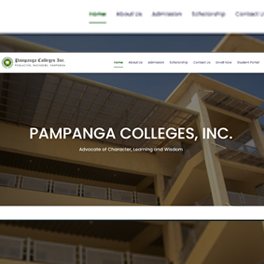 Home About Us Admission Scholarship Contact U
Pampanga Colleges Inc.
Home About Us Admission Scholarship Contact Us Enroll Now Student Portal
PAMPANGA COLLEGES, INC.
Advocate of Character, Learning and Wisdom